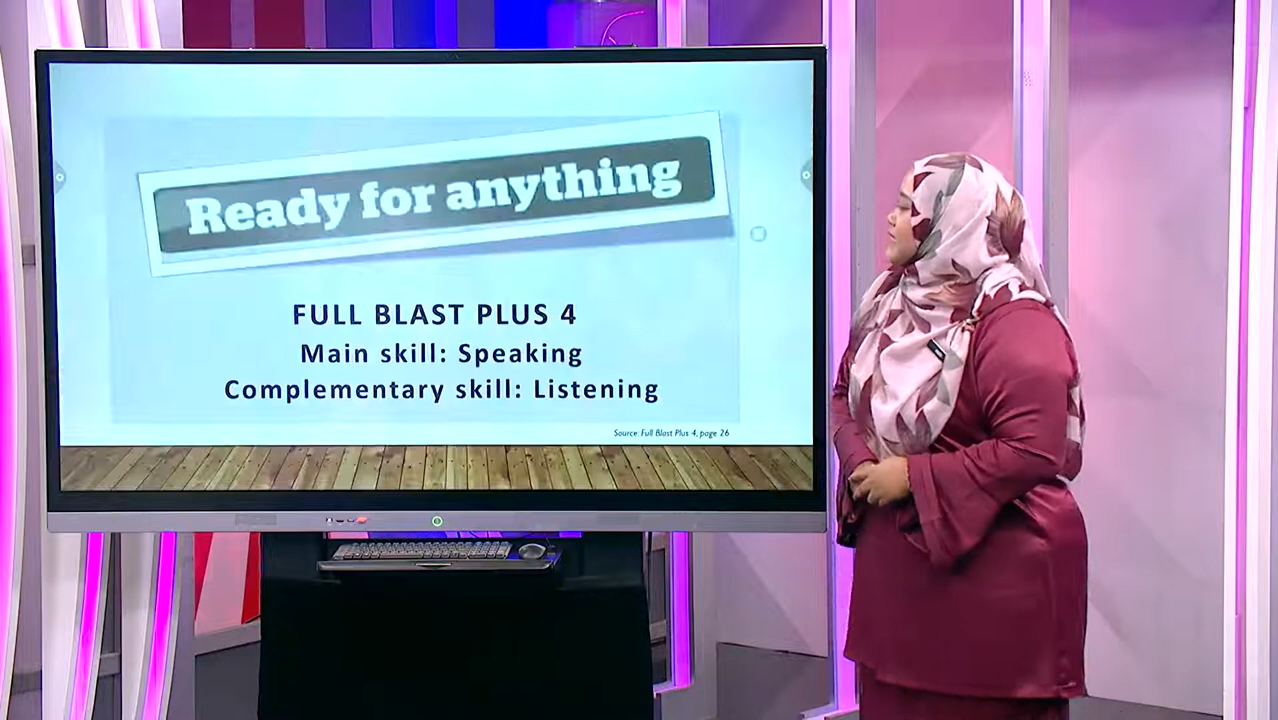 Ready for anything
FULL BLAST PLUS 4
Main skill: Speaking
Complementary skill: Listening
Source: Full Blast Plus 4, page 26